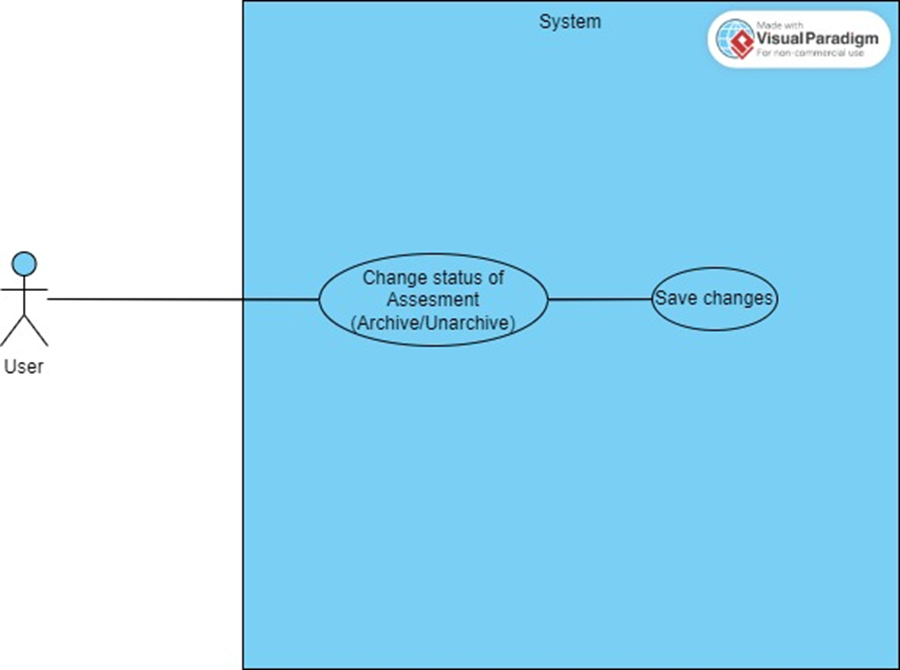 System
Made with
Visual Paradigm
For non-commercial use
Change status of
Assesment
(Archive/Unarchive)
Save changes
User